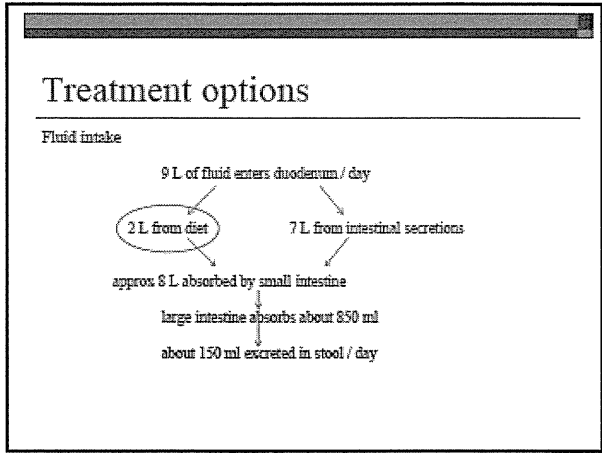 Treatment options
Fluid intake
9 L of fluid enters duodenum / day
2 L from diet 7 L from intestinal secretions
approx 8 L absorbed by small intestine
large intestine absorbs about 850 ml
about 150 ml excreted in stool / day